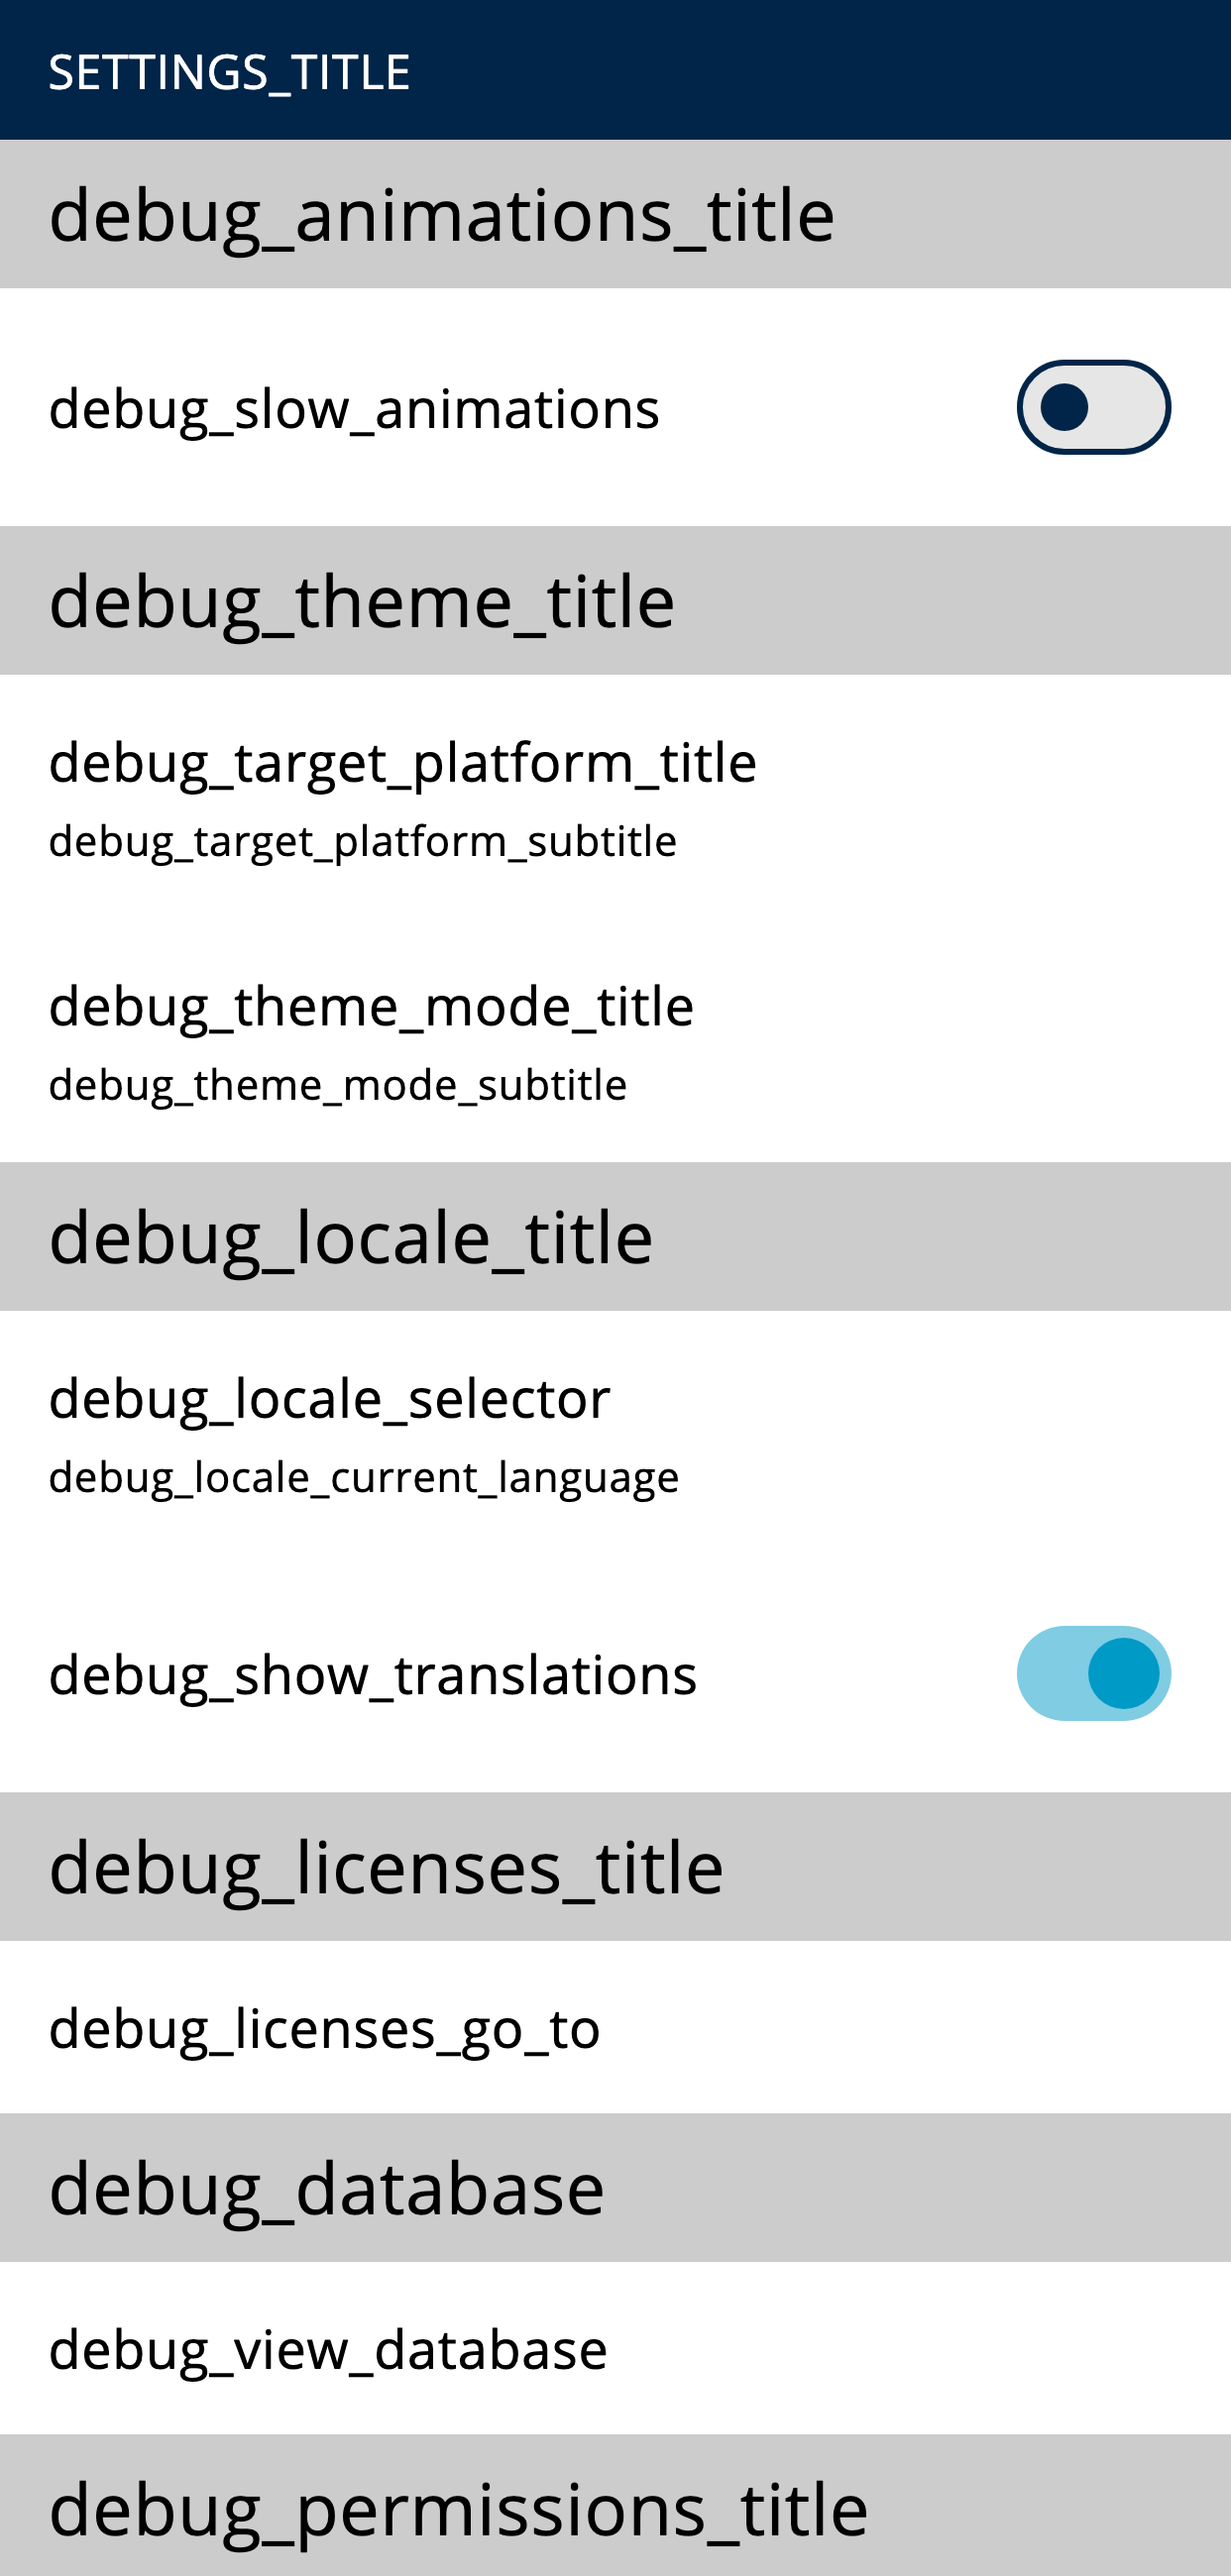 SETTINGS_TITLE
debug_animations_title
debug_slow_animations
debug_theme_title
debug_target_platform_title
debug_target_platform_subtitle
debug_theme_mode_title
debug_theme_mode_subtitle
debug_locale_title
debug_locale_selector
debug_locale_current_language
debug_show_translations
debug_licenses_title
debug_licenses_go_to
debug_database
debug_view_database
debug_permissions_title